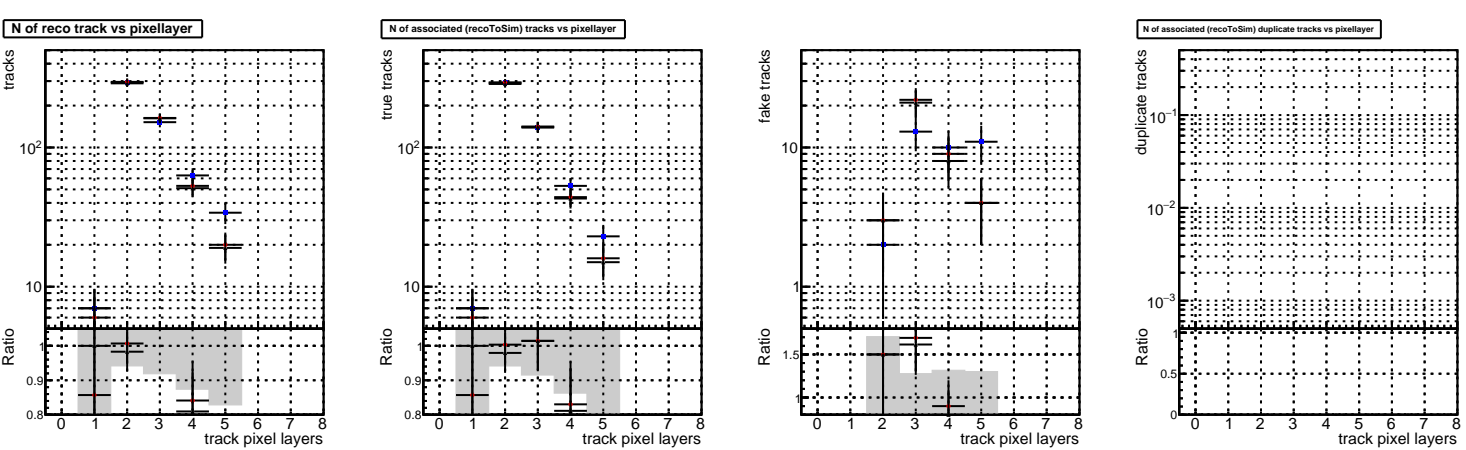 N of reco track vs pixellayer
tracks
10²
10
Ratio
1
0.9
0.8
0 1 2 3 4 5 6 7 8
track pixel layers
N of associated (recoToSim) tracks vs pixellayer
true tracks
10²
10
Ratio
1
0.9
0.8
0 1 2 3 4 5 6 7 8
track pixel layers
fake tracks
10
1
Ratio
1.5
1
0 1 2 3 4 5 6 7 8
track pixel layers
N of associated (recoToSim) duplicate tracks vs pixellayer
duplicate tracks
10⁻¹
10⁻²
10⁻³
Ratio
1
0.5
0
0 1 2 3 4 5 6 7 8
track pixel layers